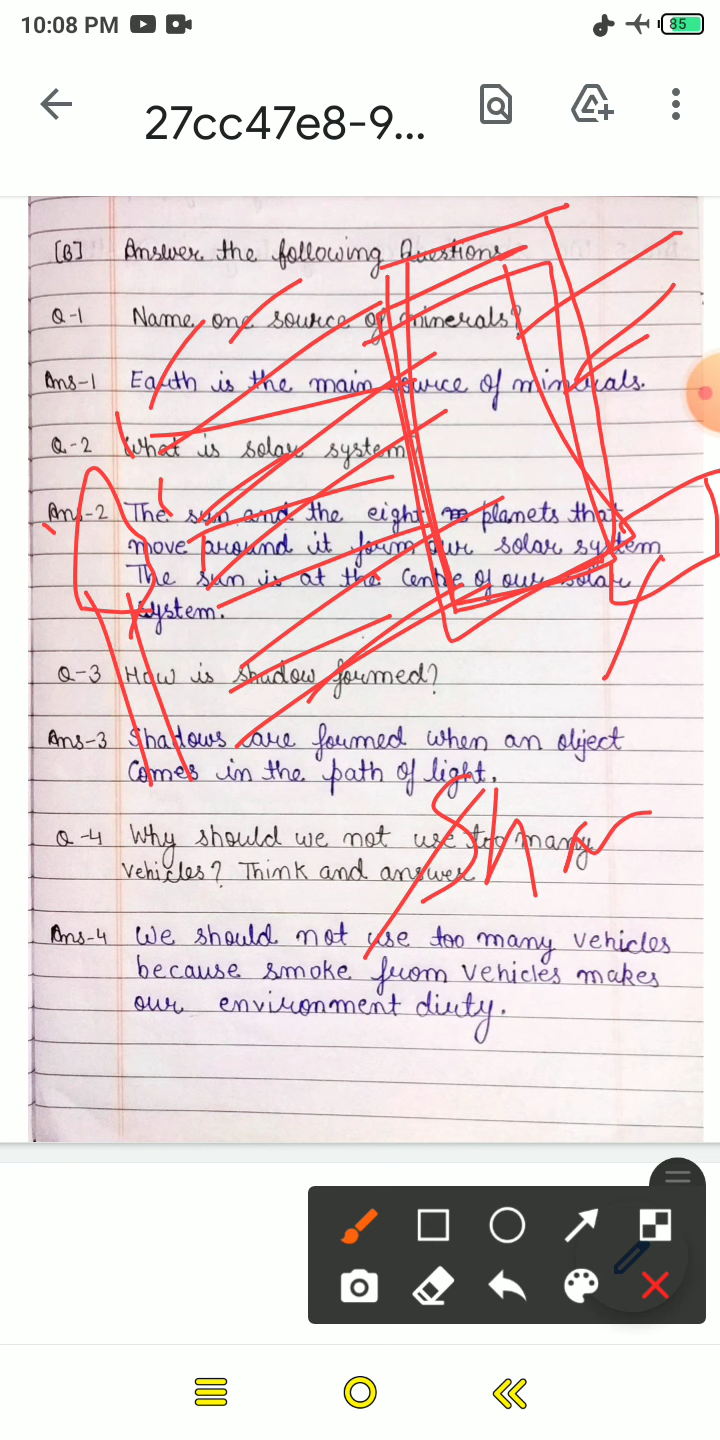 10:08 PM
85
27cc47e8-9...
[B] Answer the following Questions
Q-1 Name one source of minerals?
Ans-1 Earth is the main source of minerals.
Q-2 What is solar system
Ans-2 The sun and the eight planets that
move around it form our solar system
The sun is at the Centre of our solar
system.
Q-3 How is shadow formed?
Ans-3 Shadows are formed when an object
Comes in the path of light.
Q-4 Why should we not use too many
vehicles? Think and answer
Ans-4 We should not use too many vehicles
because smoke from vehicles makes
our environment dirty.